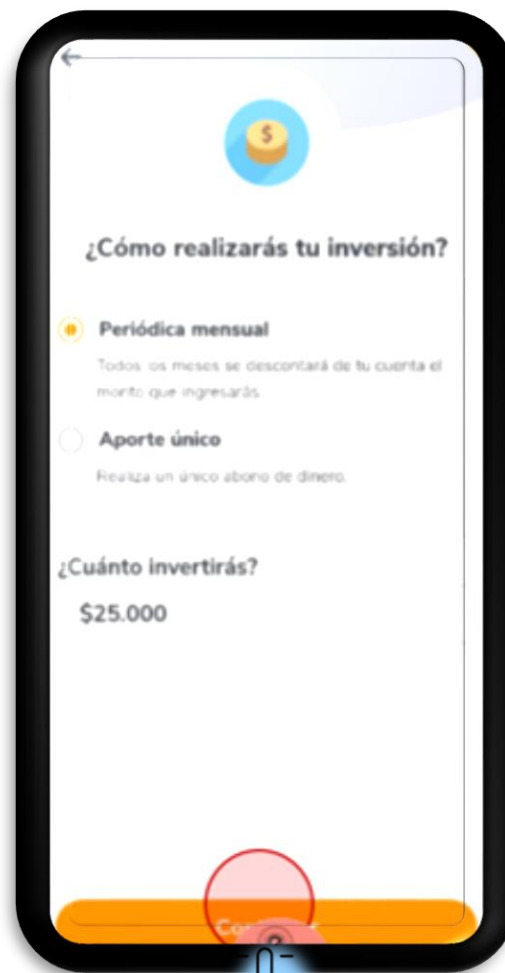 ¿Cómo realizarás tu inversión?
Periódica mensual
Todos los meses se descontará de tu cuenta el
monto que ingresarás.
Aporte único
Realiza un único abono de dinero.
¿Cuánto invertirás?
$25.000